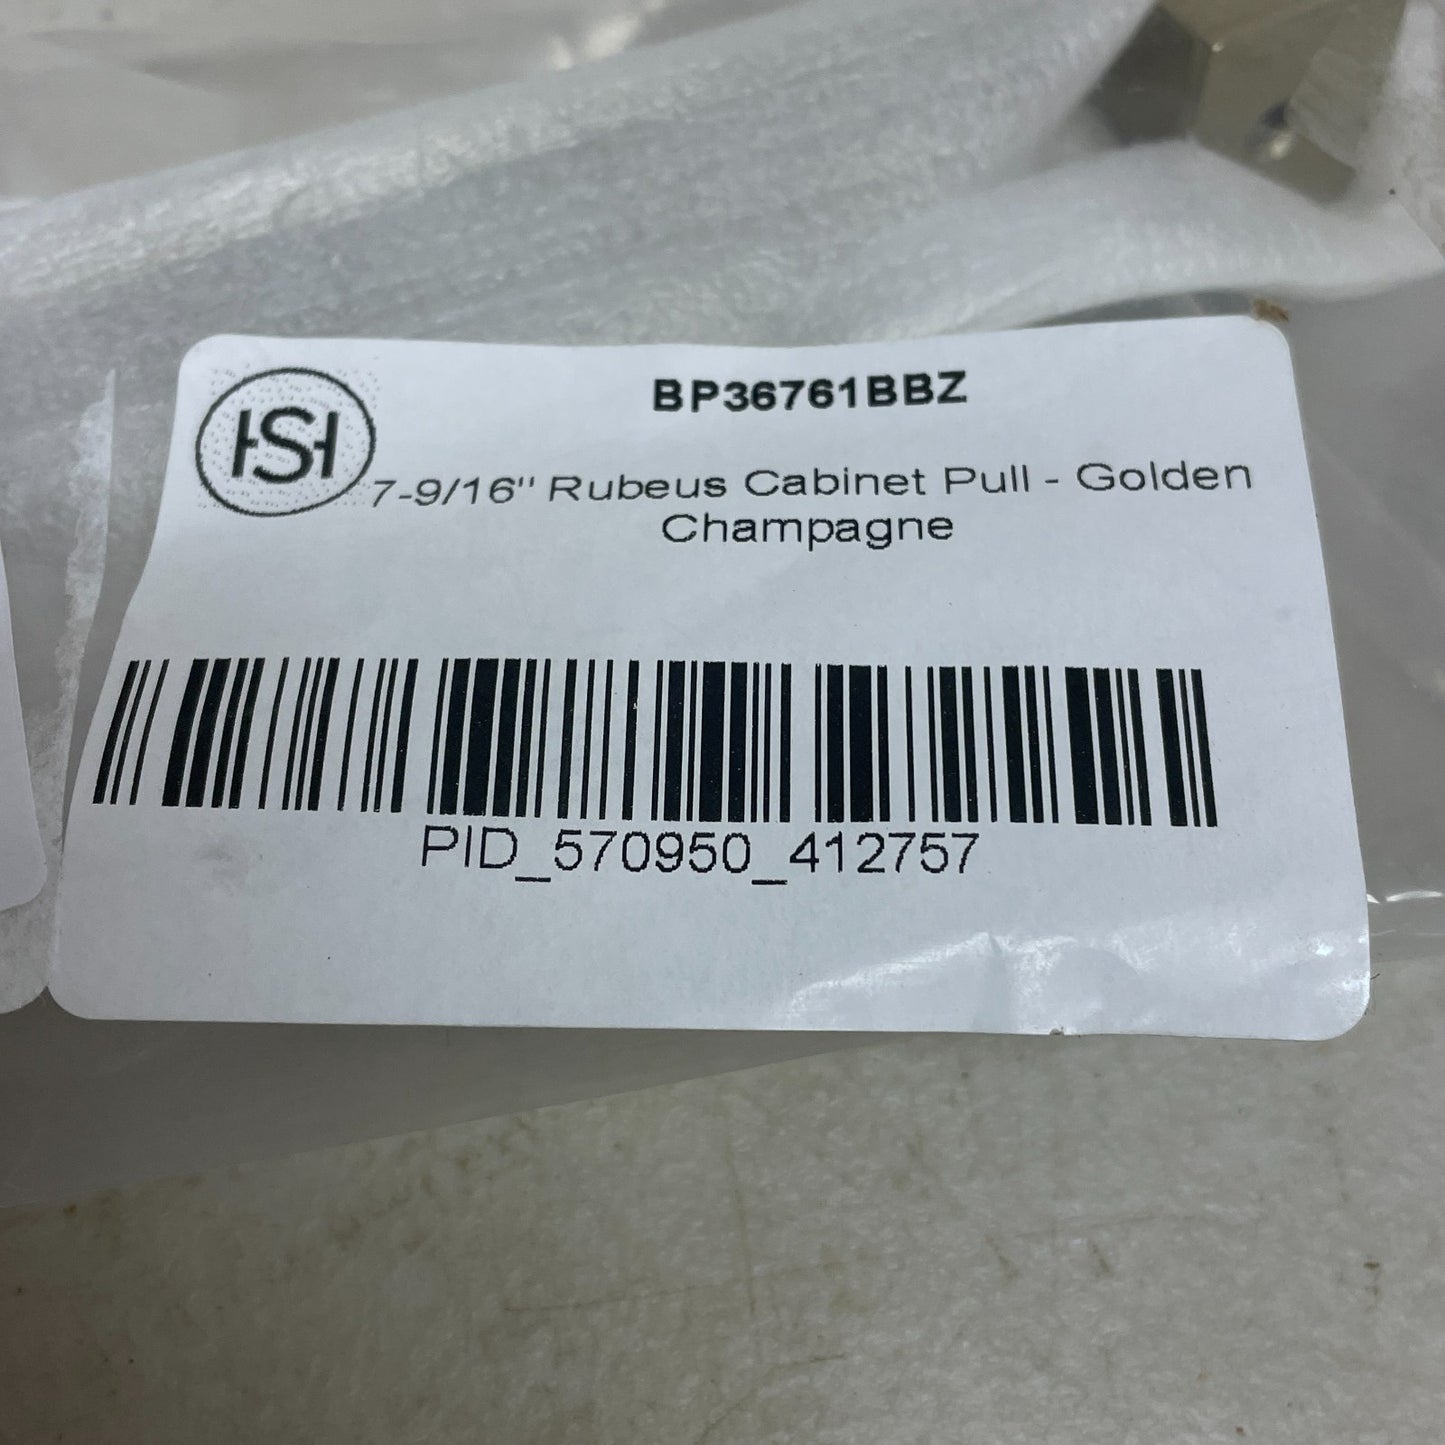 HSH
BP36761BBZ
7-9/16" Rubeus Cabinet Pull - Golden
Champagne
PID_570950_412757